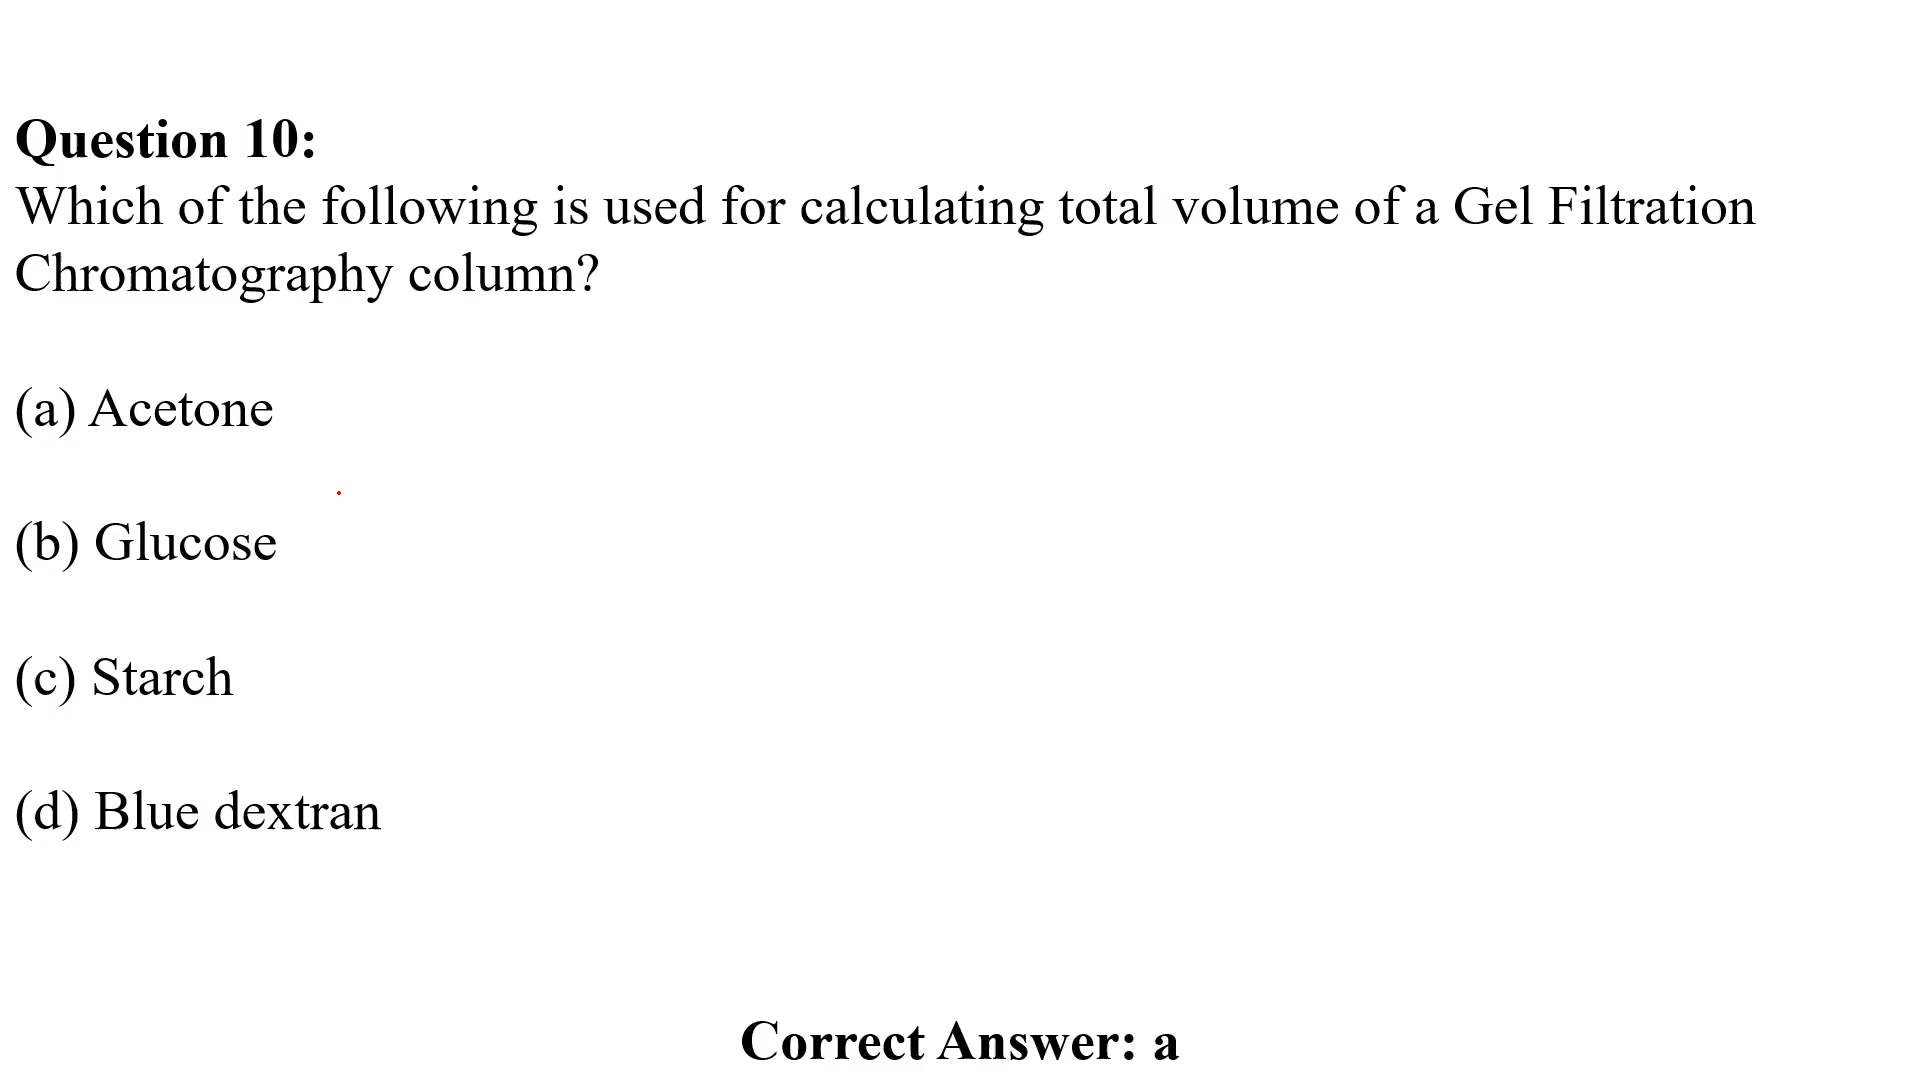 Question 10:
Which of the following is used for calculating total volume of a Gel Filtration
Chromatography column?
(a) Acetone
(b) Glucose
(c) Starch
(d) Blue dextran
Correct Answer: a